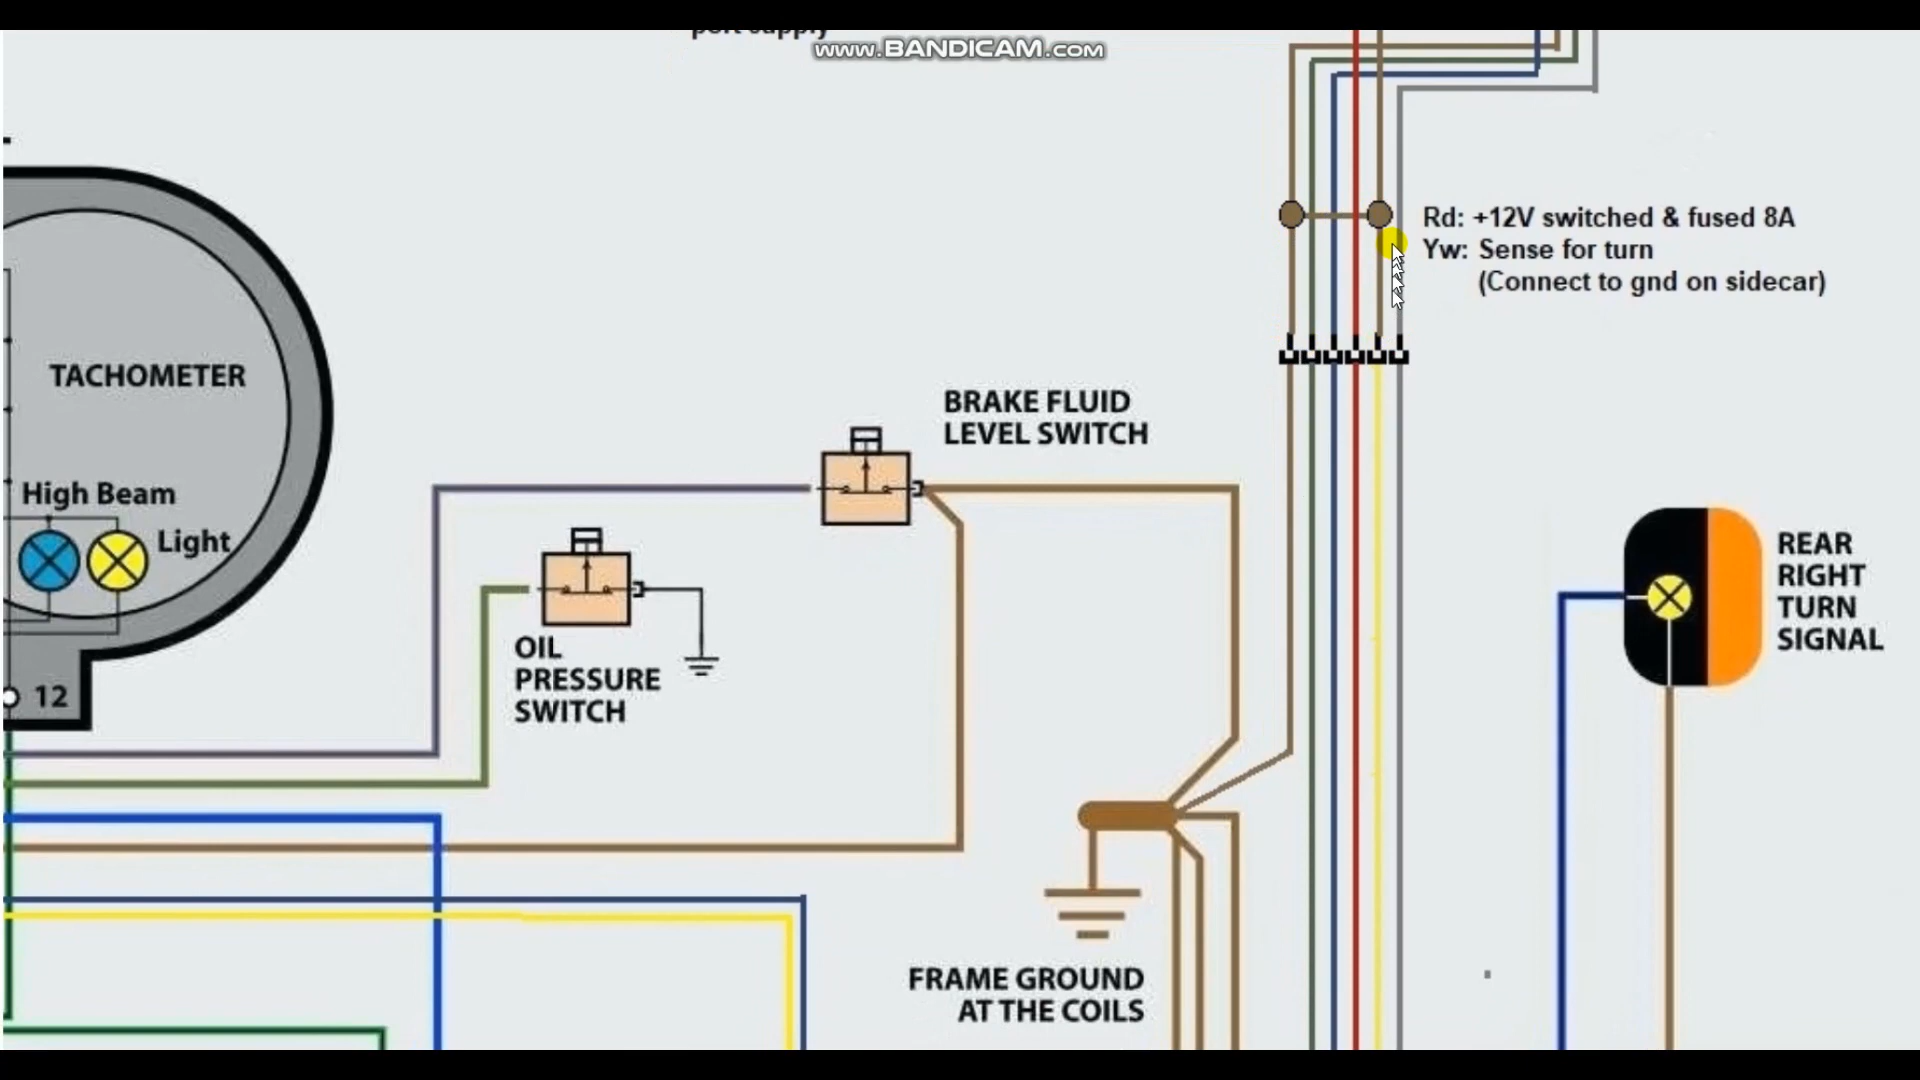 port supply
www.BANDICAM.com
Rd: +12V switched & fused 8A
Yw: Sense for turn
(Connect to gnd on sidecar)
TACHOMETER
BRAKE FLUID
LEVEL SWITCH
High Beam
Light
REAR
RIGHT
TURN
SIGNAL
OIL
PRESSURE
SWITCH
12
FRAME GROUND
AT THE COILS